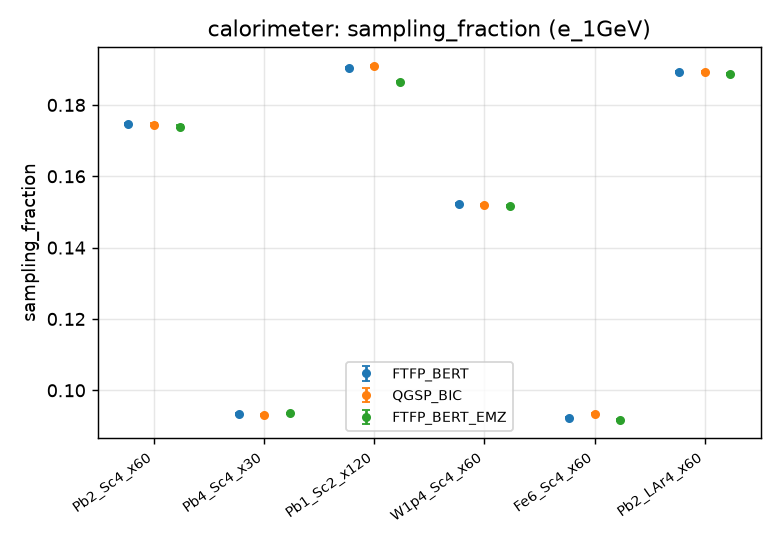 calorimeter: sampling_fraction (e_1GeV)
sampling_fraction
0.18
0.16
0.14
0.12
0.10
FTFP_BERT
QGSP_BIC
FTFP_BERT_EMZ
Pb2_Sc4_x60
Pb4_Sc4_x30
Pb1_Sc2_x120
W1p4_Sc4_x60
Fe6_Sc4_x60
Pb2_LAr4_x60